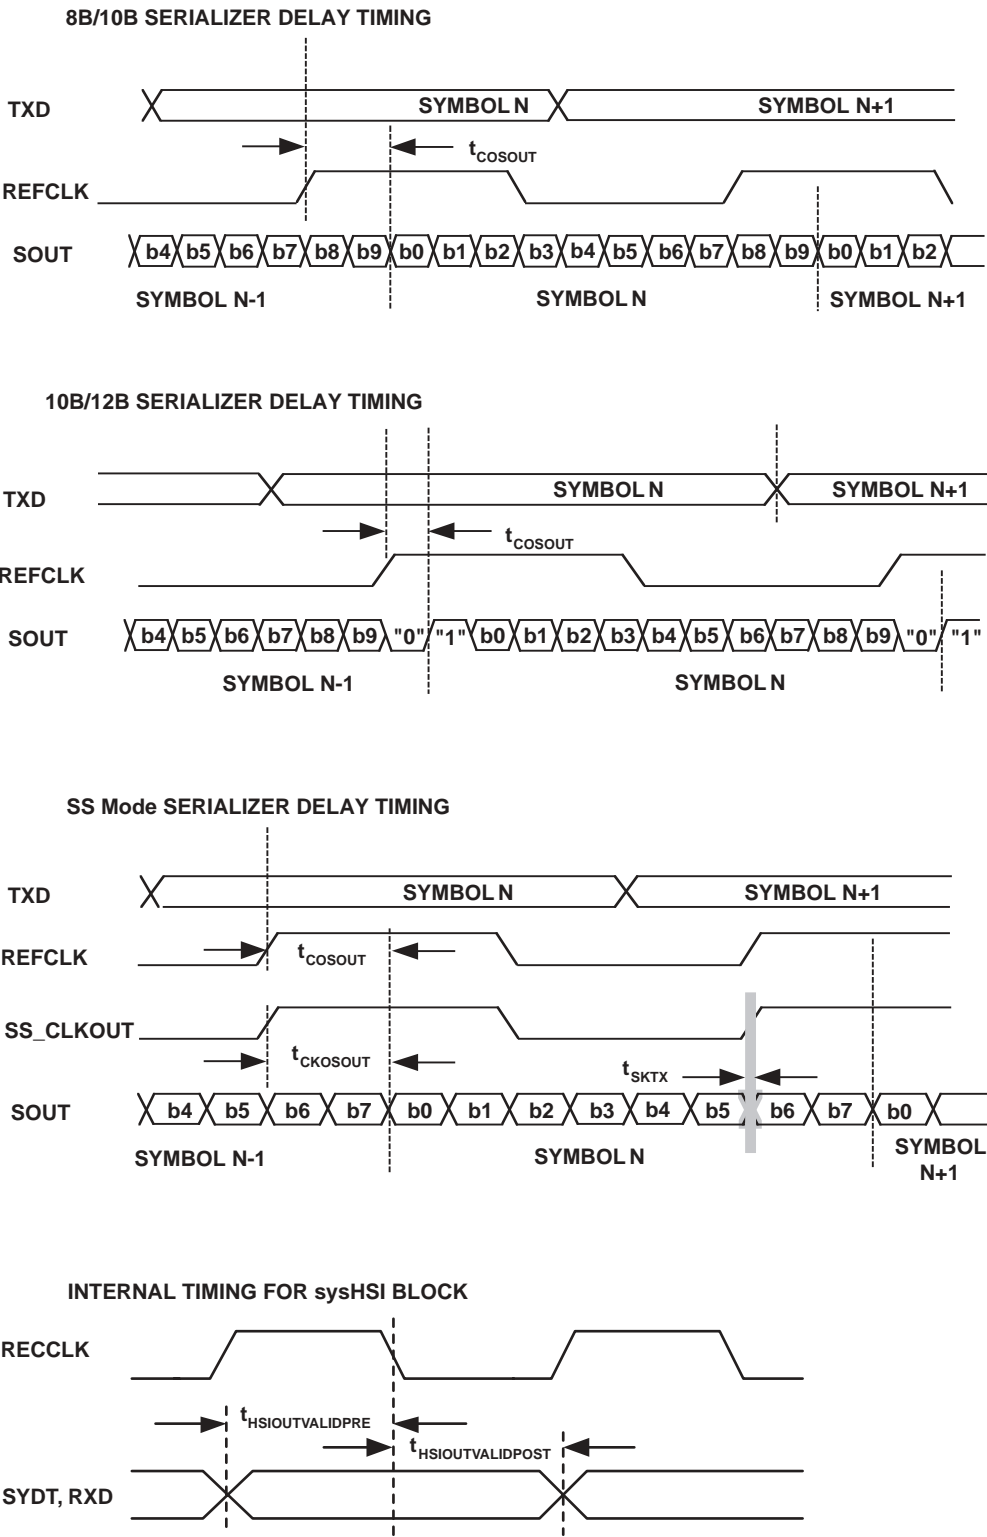 8B/10B SERIALIZER DELAY TIMING
TXD SYMBOL N SYMBOL N+1
tCOSOUT
REFCLK
SOUT b4 b5 b6 b7 b8 b9 b0 b1 b2 b3 b4 b5 b6 b7 b8 b9 b0 b1 b2
SYMBOL N-1 SYMBOL N SYMBOL N+1
10B/12B SERIALIZER DELAY TIMING
TXD SYMBOL N SYMBOL N+1
tCOSOUT
REFCLK
SOUT b4 b5 b6 b7 b8 b9 "0" "1" b0 b1 b2 b3 b4 b5 b6 b7 b8 b9 "0" "1"
SYMBOL N-1 SYMBOL N
SS Mode SERIALIZER DELAY TIMING
TXD SYMBOL N SYMBOL N+1
REFCLK tCOSOUT
SS_CLKOUT
tCKOSOUT tSKTX
SOUT b4 b5 b6 b7 b0 b1 b2 b3 b4 b5 b6 b7 b0
SYMBOL N-1 SYMBOL N SYMBOL
N+1
INTERNAL TIMING FOR sysHSI BLOCK
RECCLK
tHSIOUTVALIDPRE
tHSIOUTVALIDPOST
SYDT, RXD